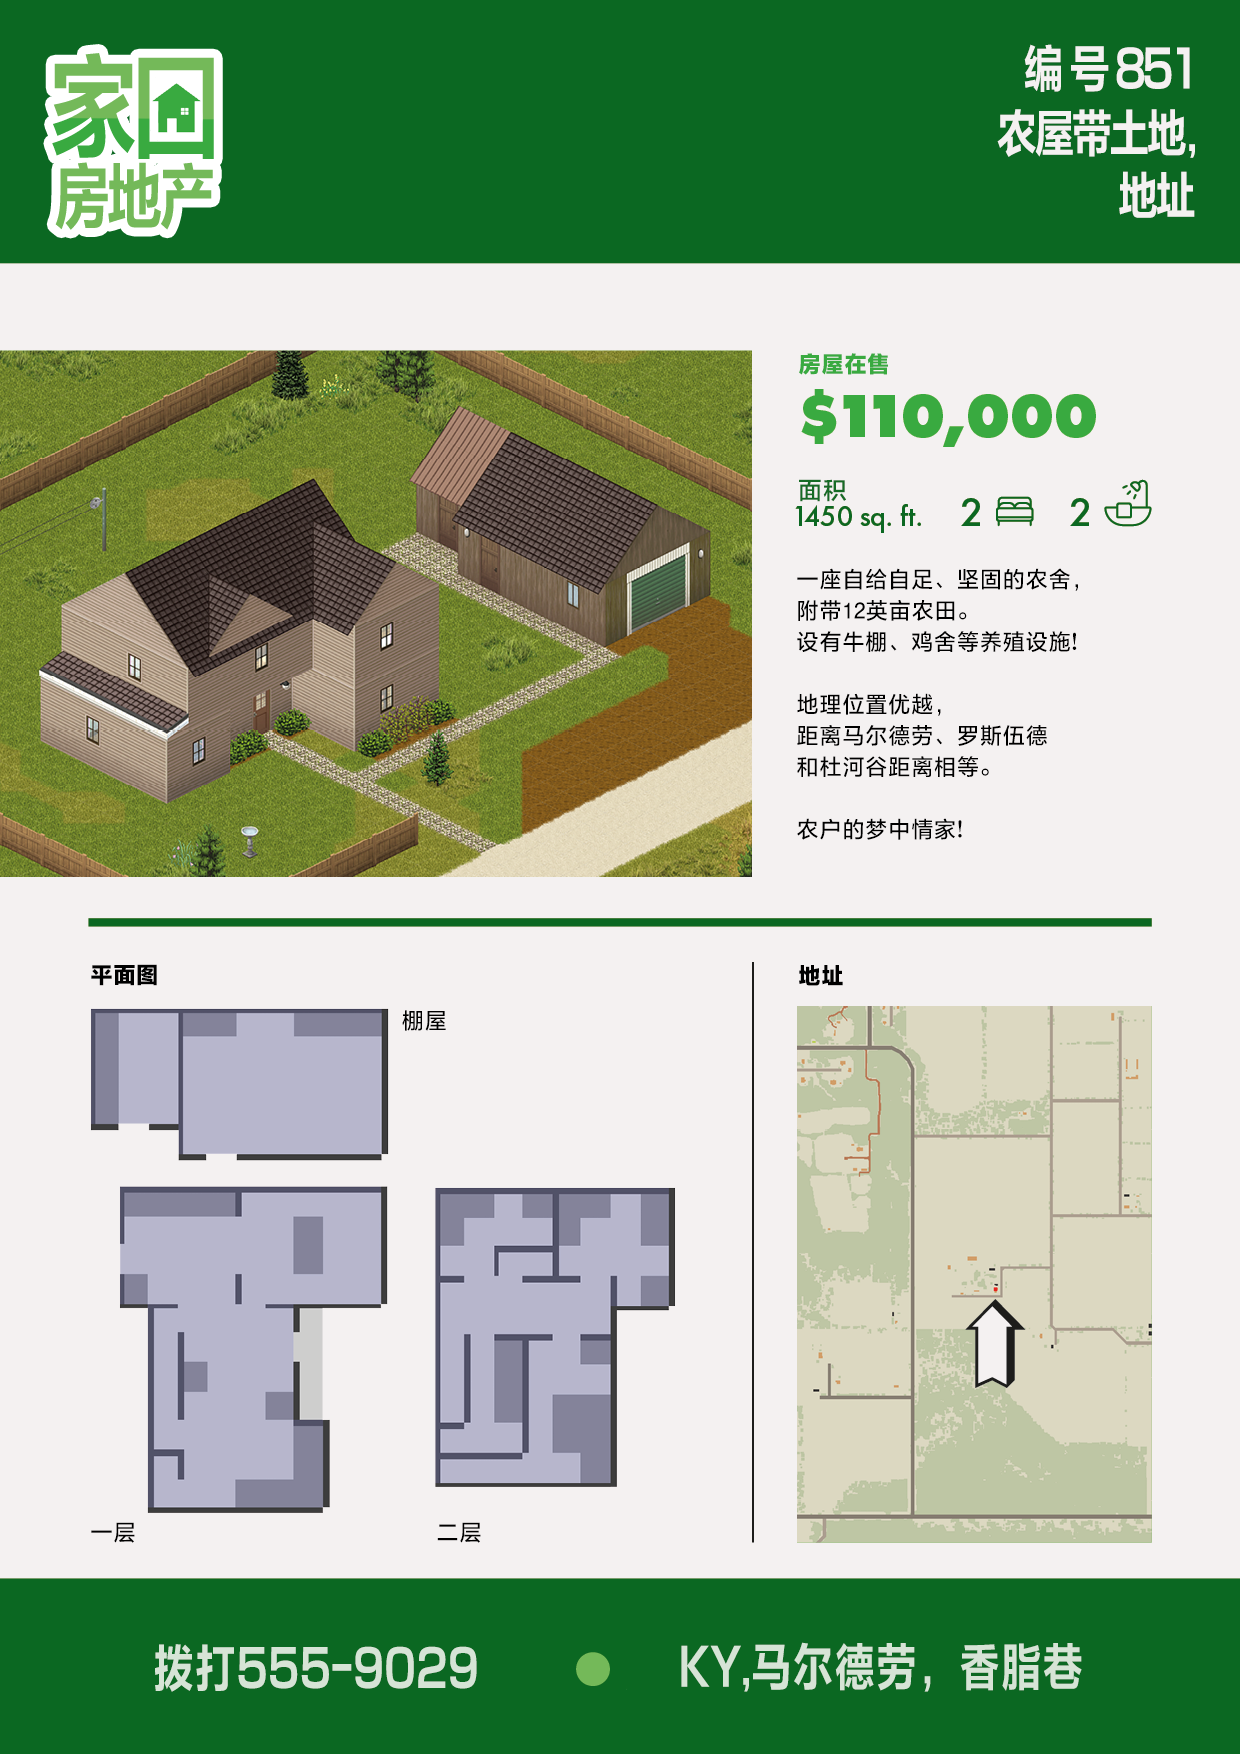 家园
房地产
编号851
农屋带土地,
地址
房屋在售
$110,000
面积
1450 sq. ft.
2
2
一座自给自足、坚固的农舍，
附带12英亩农田。
设有牛棚、鸡舍等养殖设施!
地理位置优越，
距离马尔德劳、罗斯伍德
和杜河谷距离相等。
农户的梦中情家!
平面图
棚屋
一层
二层
地址
拨打555-9029
KY,马尔德劳，香脂巷